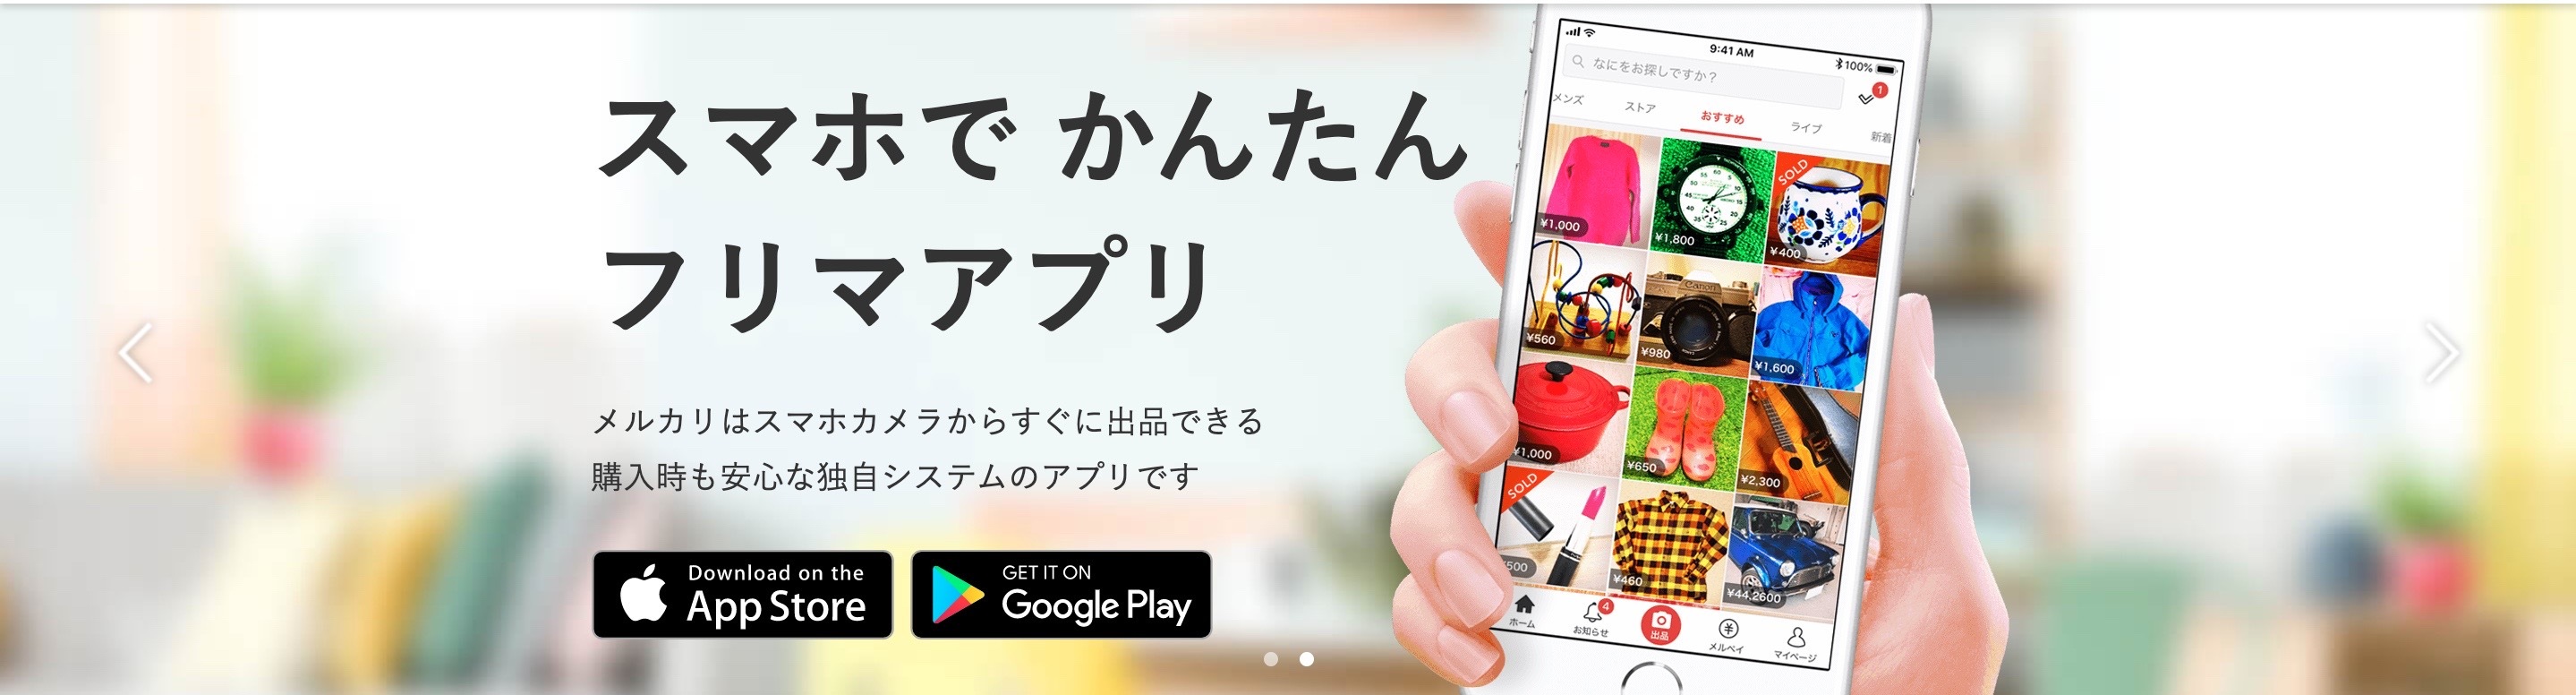 スマホで かんたん
フリマアプリ
メルカリはスマホカメラからすぐに出品できる
購入時も安心な独自システムのアプリです
Download on the
App Store
GET IT ON
Google Play
9:41 AM
100%
なにをお探しですか？
1
メンズ ストア おすすめ ライブ 新着
SOLD
¥1,000 ¥1,800 ¥400
Canon
¥560 ¥980 ¥1,600
¥1,000 ¥650 ¥2,300
SOLD
¥500 ¥460 ¥44,2600
4
ホーム お知らせ 出品 メルペイ マイページ